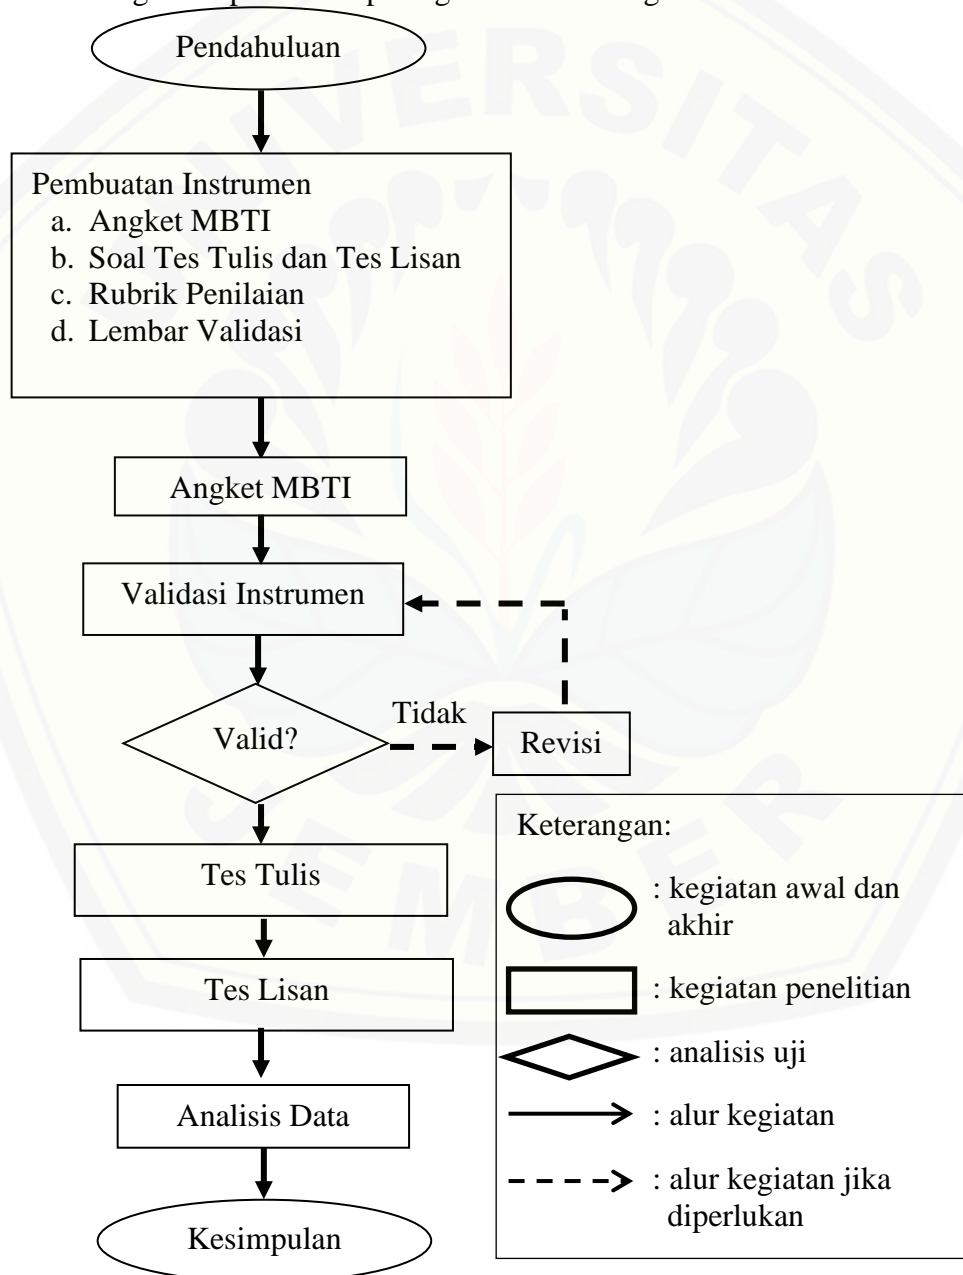 Pendahuluan
Pembuatan Instrumen
a. Angket MBTI
b. Soal Tes Tulis dan Tes Lisan
c. Rubrik Penilaian
d. Lembar Validasi
Angket MBTI
Validasi Instrumen
Valid?
Tidak
Revisi
Tes Tulis
Tes Lisan
Analisis Data
Kesimpulan
Keterangan:
: kegiatan awal dan
akhir
: kegiatan penelitian
: analisis uji
: alur kegiatan
: alur kegiatan jika
diperlukan
UNIVERSITAS
JEMBER